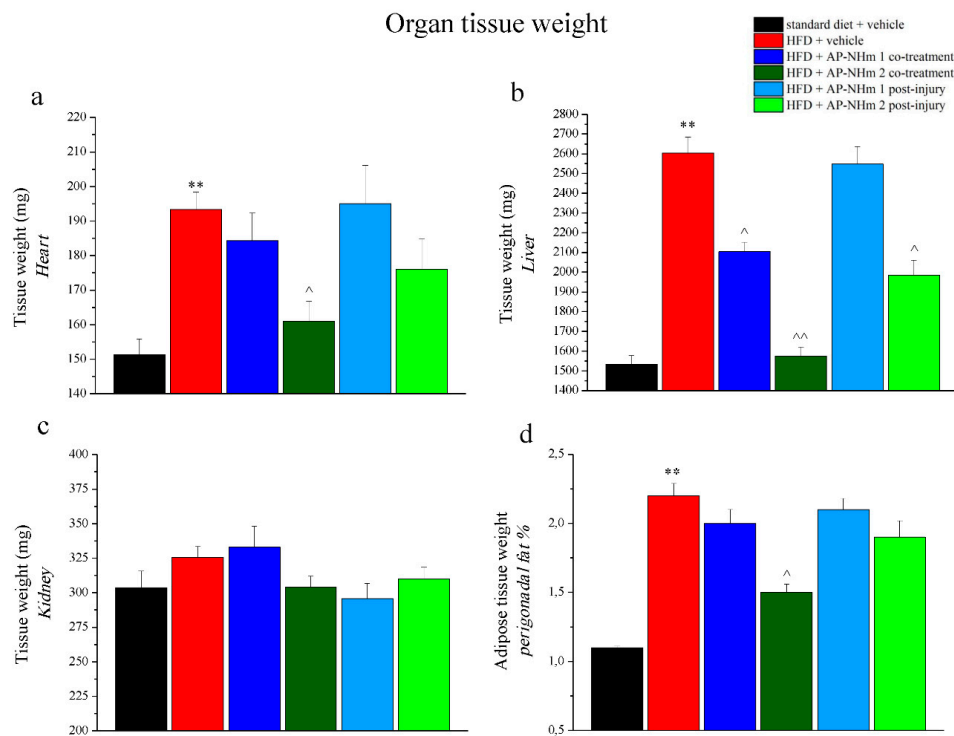 Organ tissue weight
standard diet + vehicle
HFD + vehicle
HFD + AP-NHm 1 co-treatment
HFD + AP-NHm 2 co-treatment
HFD + AP-NHm 1 post-injury
HFD + AP-NHm 2 post-injury
a
220
210
200
190
180
170
160
150
140
Tissue weight (mg)
Heart
**
^
b
2800
2700
2600
2500
2400
2300
2200
2100
2000
1900
1800
1700
1600
1500
1400
Tissue weight (mg)
Liver
**
^
^^
^
c
400
375
350
325
300
275
250
225
200
Tissue weight (mg)
Kidney
d
2,5
2,0
1,5
1,0
0,5
Adipose tissue weight
perigonadal fat %
**
^